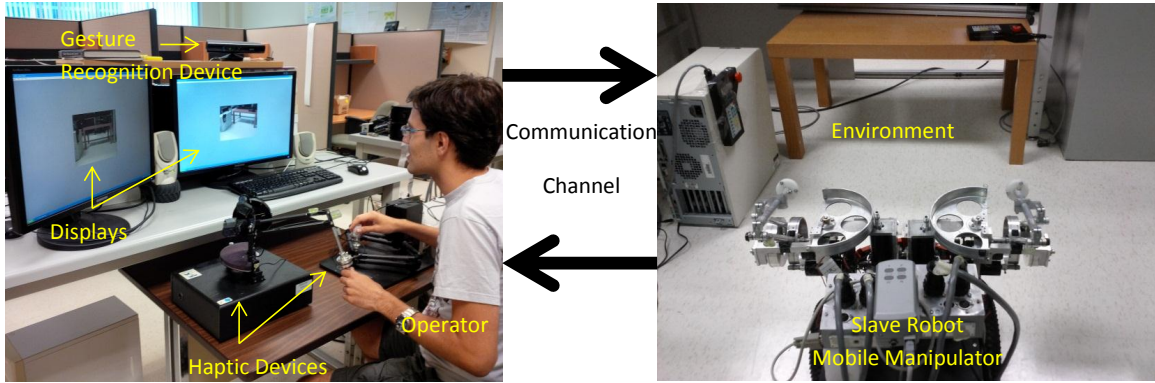 Gesture
Recognition Device
Displays
Haptic Devices
Operator
Communication
Channel
Environment
Slave Robot
Mobile Manipulator